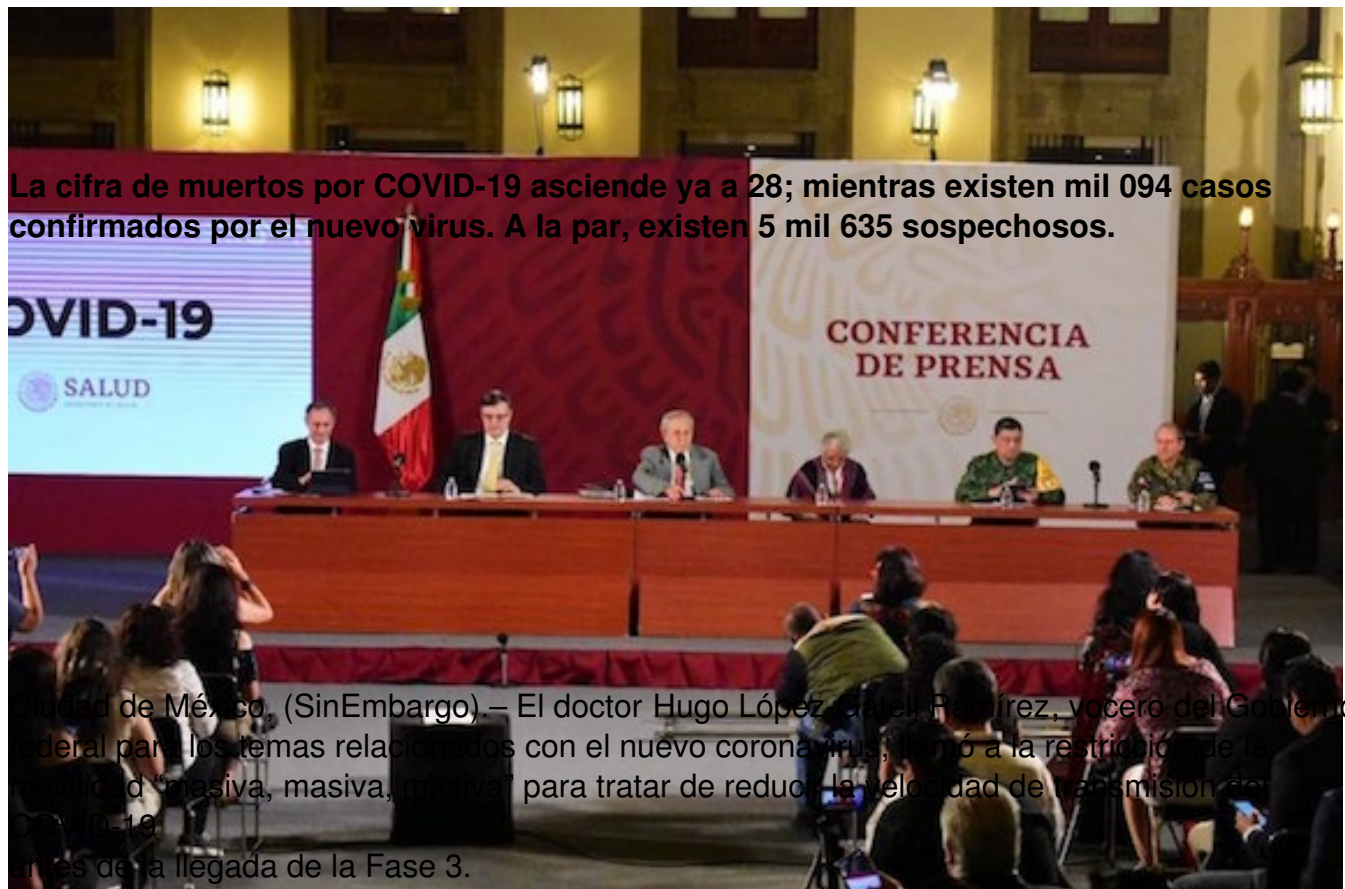 La cifra de muertos por COVID-19 asciende ya a 28; mientras existen mil 094 casos
confirmados por el nuevo virus. A la par, existen 5 mil 635 sospechosos.
OVID-19
SALUD
CONFERENCIA
DE PRENSA
Ciudad de México, (SinEmbargo).– El doctor Hugo López-Gatell Ramírez, vocero del Gobierno
federal para los temas relacionados con el nuevo coronavirus, llamó a la restricción de la
movilidad “masiva, masiva, masiva” para tratar de reducir la velocidad de transmisión del
COVID-19
antes de la llegada de la Fase 3.